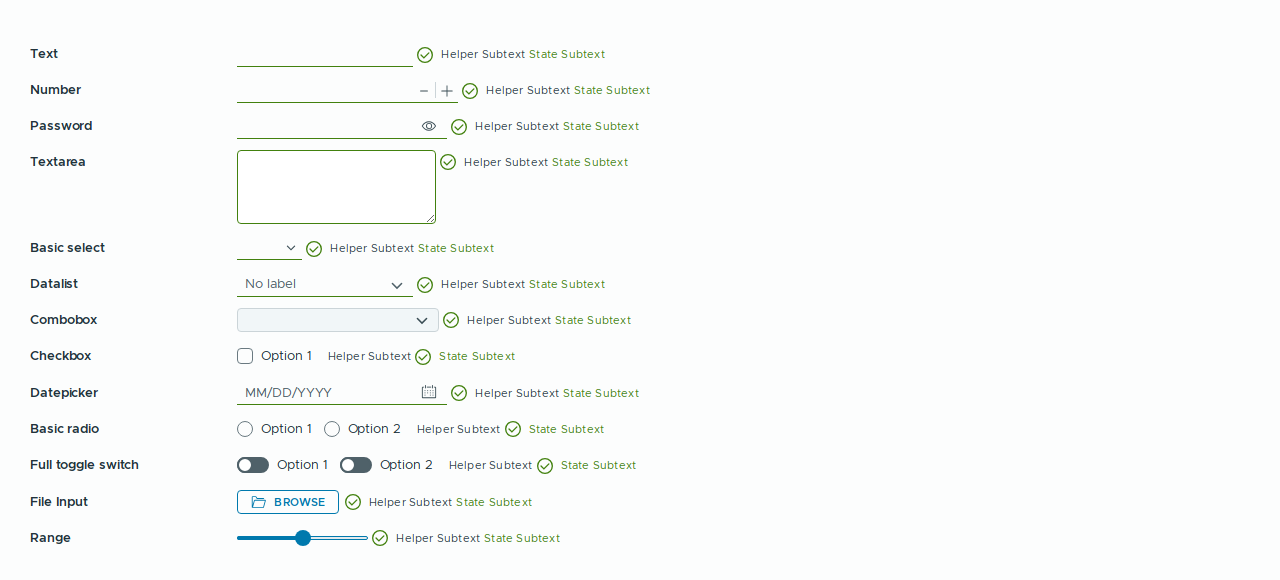 Text Helper Subtext State Subtext
Number Helper Subtext State Subtext
Password Helper Subtext State Subtext
Textarea Helper Subtext State Subtext
Basic select Helper Subtext State Subtext
Datalist No label Helper Subtext State Subtext
Combobox Helper Subtext State Subtext
Checkbox Option 1 Helper Subtext State Subtext
Datepicker MM/DD/YYYY Helper Subtext State Subtext
Basic radio Option 1 Option 2 Helper Subtext State Subtext
Full toggle switch Option 1 Option 2 Helper Subtext State Subtext
File Input BROWSE Helper Subtext State Subtext
Range Helper Subtext State Subtext